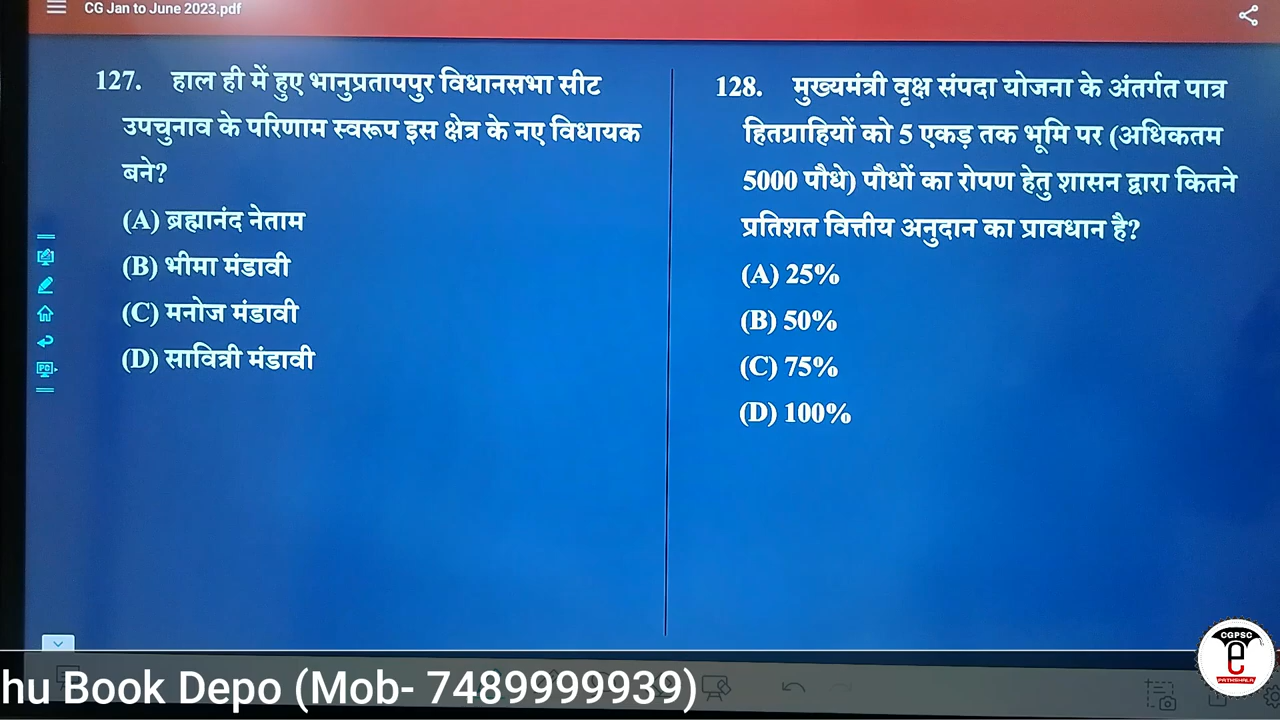 CG Jan to June 2023.pdf
127. हाल ही में हुए भानुप्रतापपुर विधानसभा सीट
उपचुनाव के परिणाम स्वरूप इस क्षेत्र के नए विधायक
बने?
(A) ब्रह्मानंद नेताम
(B) भीमा मंडावी
(C) मनोज मंडावी
(D) सावित्री मंडावी
128. मुख्यमंत्री वृक्ष संपदा योजना के अंतर्गत पात्र
हितग्राहियों को 5 एकड़ तक भूमि पर (अधिकतम
5000 पौधे) पौधों का रोपण हेतु शासन द्वारा कितने
प्रतिशत वित्तीय अनुदान का प्रावधान है?
(A) 25%
(B) 50%
(C) 75%
(D) 100%
PC
CGPSC
e
PATHSHALA
hu Book Depo (Mob- 7489999939)